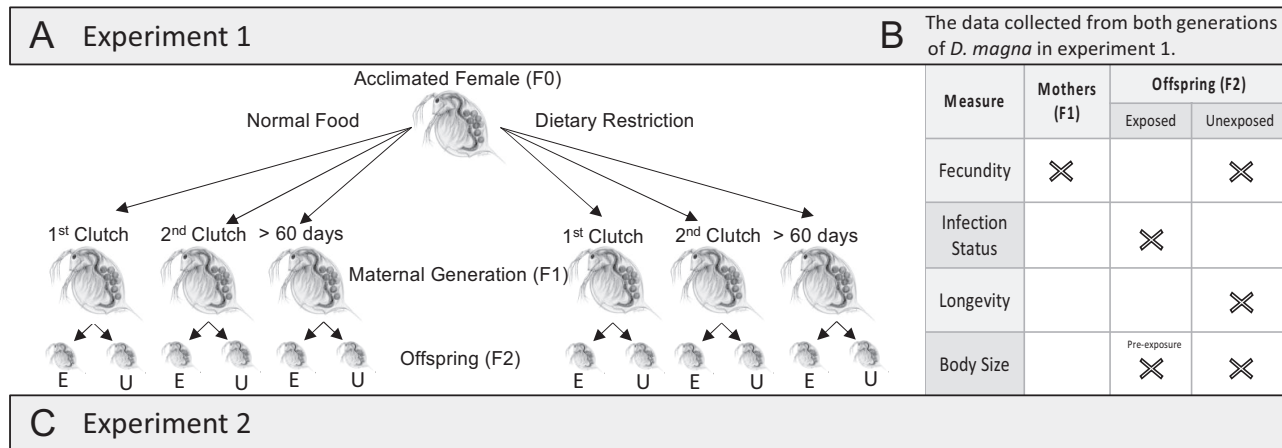 A Experiment 1
Acclimated Female (F0)
Normal Food
Dietary Restriction
1st Clutch 2nd Clutch > 60 days
1st Clutch 2nd Clutch > 60 days
Maternal Generation (F1)
Offspring (F2)
E U E U E U
E U E U E U
B The data collected from both generations
of D. magna in experiment 1.
Measure
Mothers
(F1)
Offspring (F2)
Exposed Unexposed
Fecundity
Infection
Status
Longevity
Pre-exposure
Body Size
C Experiment 2